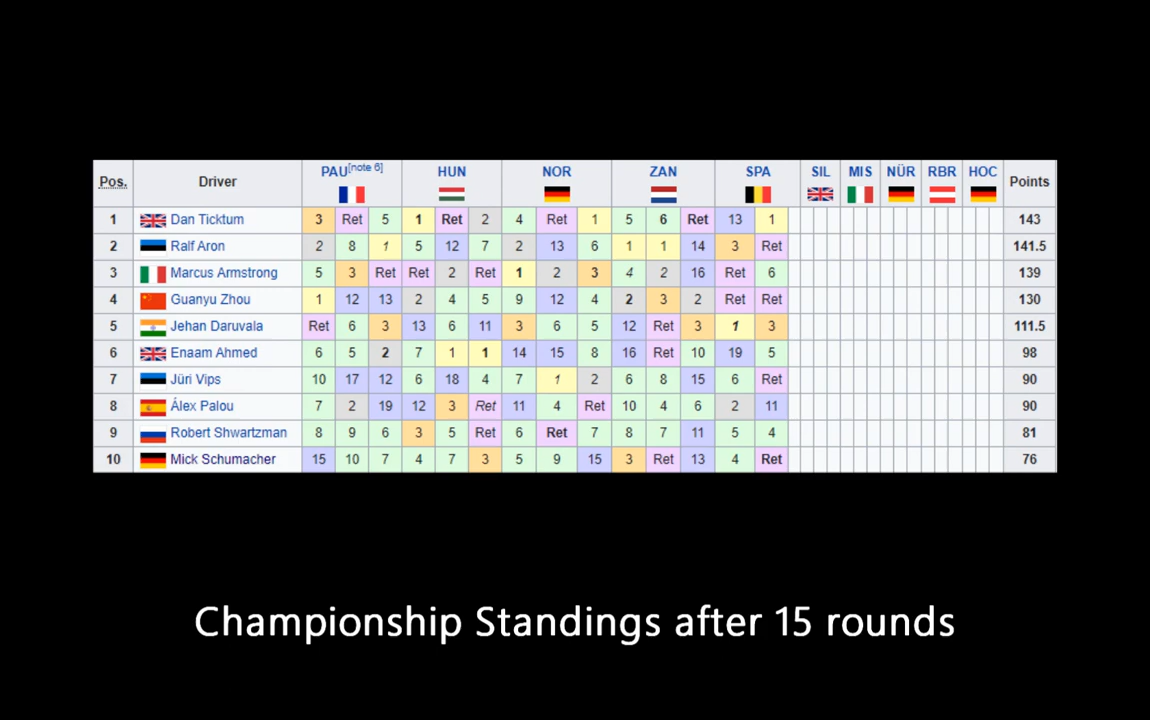 Pos. Driver PAU[note 6] HUN NOR ZAN SPA SIL MIS NÜR RBR HOC Points
1 Dan Ticktum 3 Ret 5 1 Ret 2 4 Ret 1 5 6 Ret 13 1 143
2 Ralf Aron 2 8 1 5 12 7 2 13 6 1 1 14 3 Ret 141.5
3 Marcus Armstrong 5 3 Ret Ret 2 Ret 1 2 3 4 2 16 Ret 6 139
4 Guanyu Zhou 1 12 13 2 4 5 9 12 4 2 3 2 Ret Ret 130
5 Jehan Daruvala Ret 6 3 13 6 11 3 6 5 12 Ret 3 1 3 111.5
6 Enaam Ahmed 6 5 2 7 1 1 14 15 8 16 Ret 10 19 5 98
7 Jüri Vips 10 17 12 6 18 4 7 1 2 6 8 15 6 Ret 90
8 Álex Palou 7 2 19 12 3 Ret 11 4 Ret 10 4 6 2 11 90
9 Robert Shwartzman 8 9 6 3 5 Ret 6 Ret 7 8 7 11 5 4 81
10 Mick Schumacher 15 10 7 4 7 3 5 9 15 3 Ret 13 4 Ret 76
Championship Standings after 15 rounds